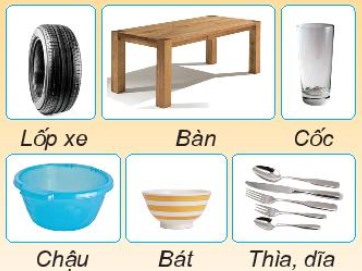 Lốp xe Bàn Cốc
Chậu Bát Thìa, dĩa